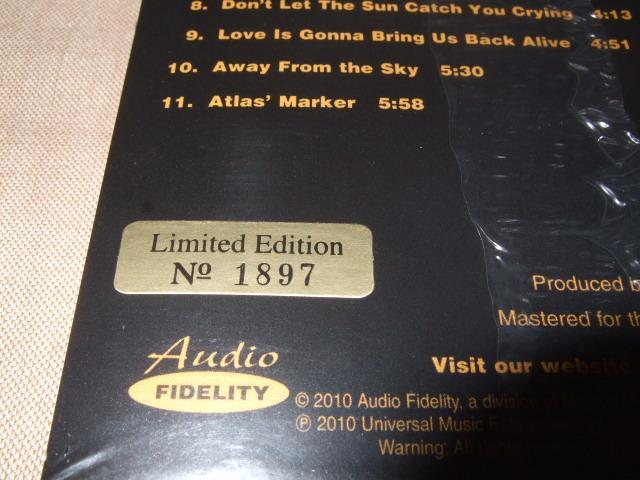 8. Don't Let The Sun Catch You Crying 4:13
9. Love Is Gonna Bring Us Back Alive 4:51
10. Away From the Sky 5:30
11. Atlas' Marker 5:58
Limited Edition
No 1897
Produced
Mastered for
Audio
FIDELITY
Visit our website
© 2010 Audio Fidelity, a division of
℗ 2010 Universal Music
Warning: All